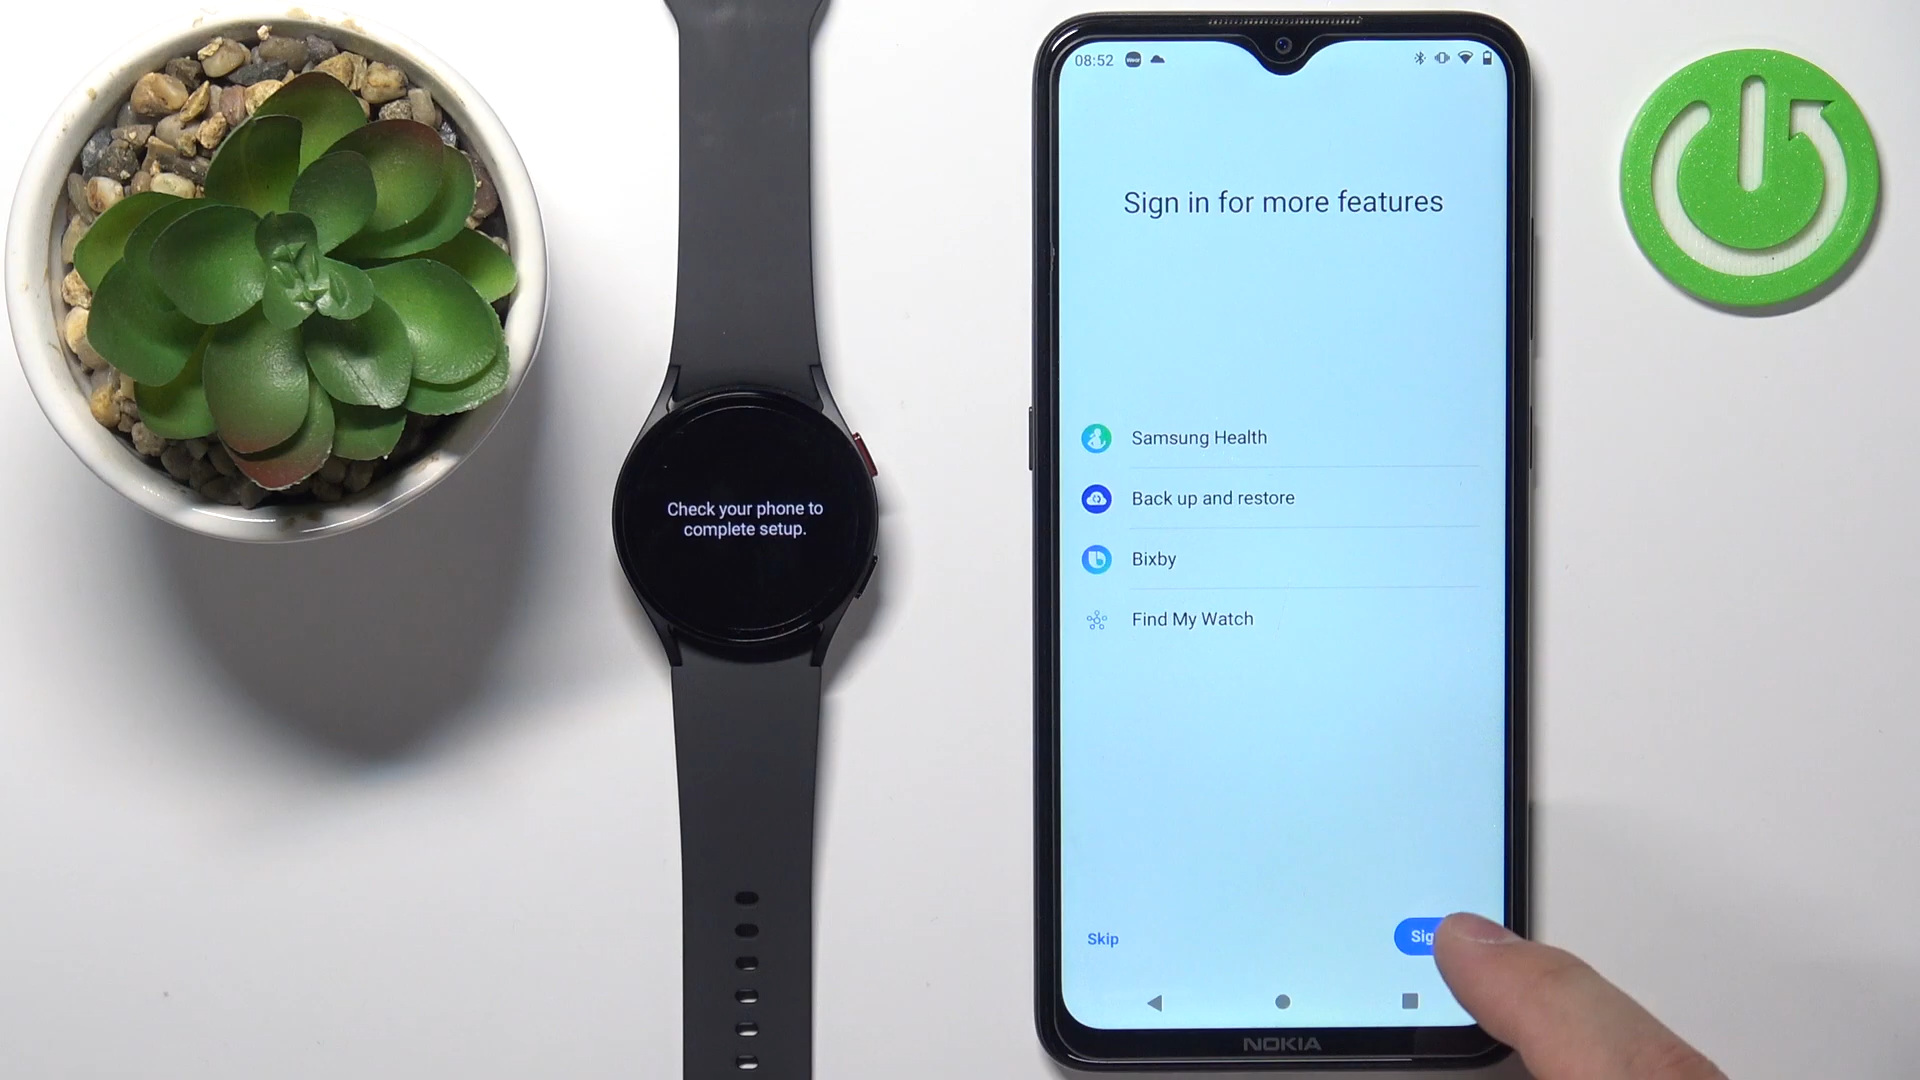 08:52
Sign in for more features
Samsung Health
Back up and restore
Bixby
Find My Watch
Skip
NOKIA
Check your phone to
complete setup.